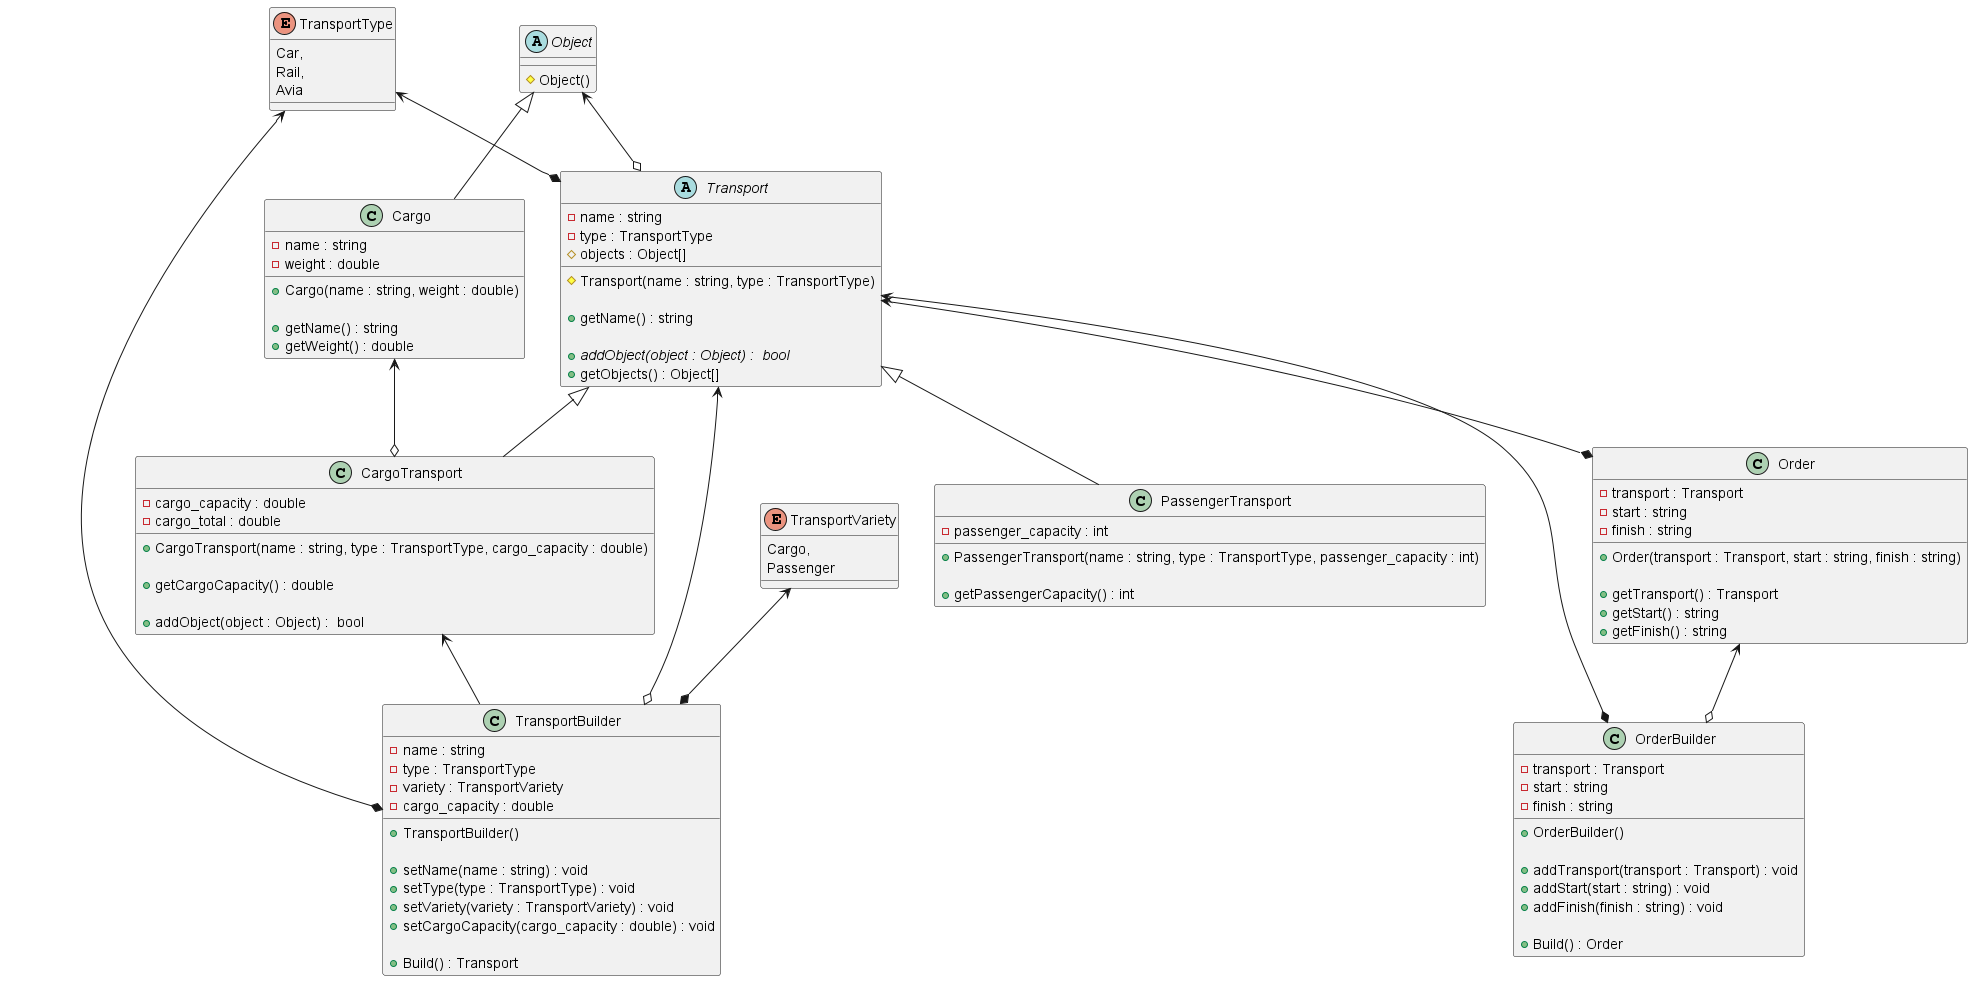 E TransportType
Car,
Rail,
Avia
A Object
Object()
A Transport
name : string
type : TransportType
objects : Object[]
Transport(name : string, type : TransportType)
getName() : string
addObject(object : Object) :  bool
getObjects() : Object[]
C Cargo
name : string
weight : double
Cargo(name : string, weight : double)
getName() : string
getWeight() : double
C CargoTransport
cargo_capacity : double
cargo_total : double
CargoTransport(name : string, type : TransportType, cargo_capacity : double)
getCargoCapacity() : double
addObject(object : Object) :  bool
E TransportVariety
Cargo,
Passenger
C PassengerTransport
passenger_capacity : int
PassengerTransport(name : string, type : TransportType, passenger_capacity : int)
getPassengerCapacity() : int
C Order
transport : Transport
start : string
finish : string
Order(transport : Transport, start : string, finish : string)
getTransport() : Transport
getStart() : string
getFinish() : string
C TransportBuilder
name : string
type : TransportType
variety : TransportVariety
cargo_capacity : double
TransportBuilder()
setName(name : string) : void
setType(type : TransportType) : void
setVariety(variety : TransportVariety) : void
setCargoCapacity(cargo_capacity : double) : void
Build() : Transport
C OrderBuilder
transport : Transport
start : string
finish : string
OrderBuilder()
addTransport(transport : Transport) : void
addStart(start : string) : void
addFinish(finish : string) : void
Build() : Order